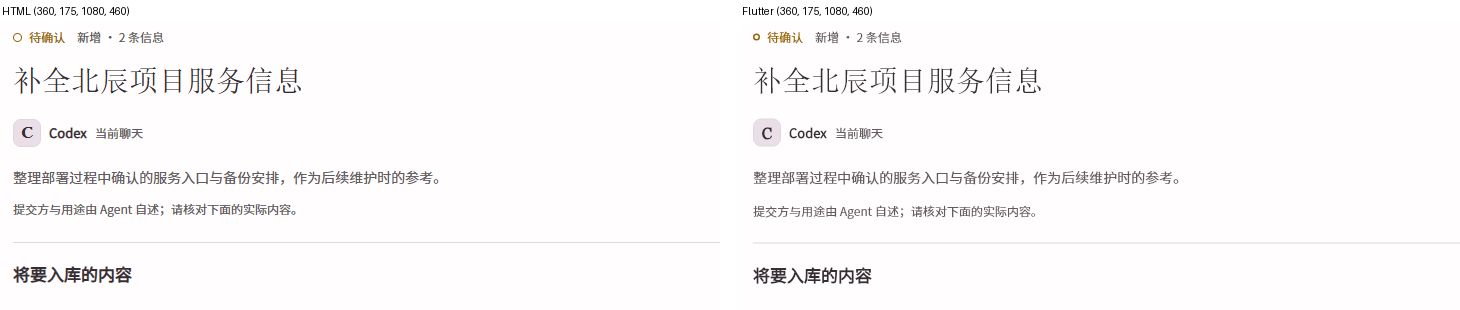 HTML (360, 175, 1080, 460)
待确认 新增 · 2 条信息
补全北辰项目服务信息
C Codex 当前聊天
整理部署过程中确认的服务入口与备份安排，作为后续维护时的参考。
提交方与用途由 Agent 自述；请核对下面的实际内容。
将要入库的内容
Flutter (360, 175, 1080, 460)
待确认 新增 · 2 条信息
补全北辰项目服务信息
C Codex 当前聊天
整理部署过程中确认的服务入口与备份安排，作为后续维护时的参考。
提交方与用途由 Agent 自述；请核对下面的实际内容。
将要入库的内容